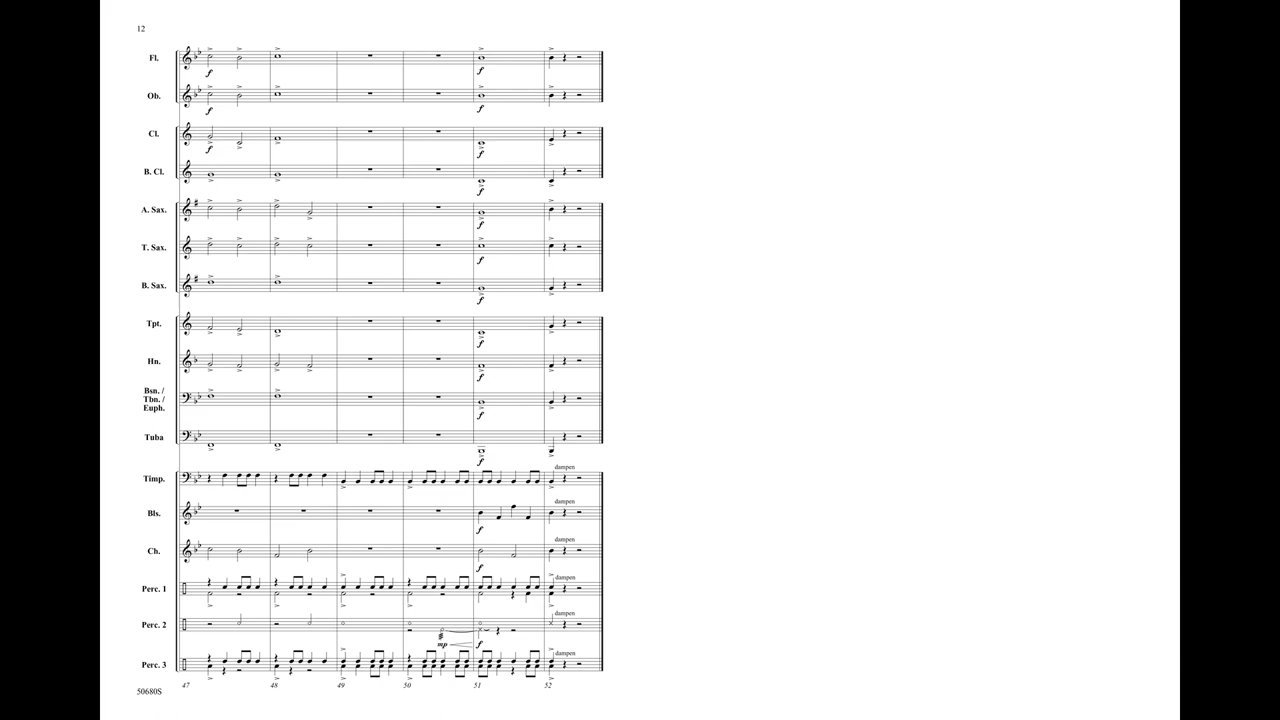 12
Fl.
f
Ob.
f
f
Cl.
f
f
B. Cl.
f
A. Sax.
f
T. Sax.
f
B. Sax.
f
Tpt.
f
Hn.
f
Bsn. /
Tbn. /
Euph.
f
Tuba
f
dampen
Timp.
dampen
Bls.
f
dampen
Ch.
f
dampen
Perc. 1
dampen
Perc. 2
mp f
dampen
Perc. 3
47 48 49 50 51 52
50680S